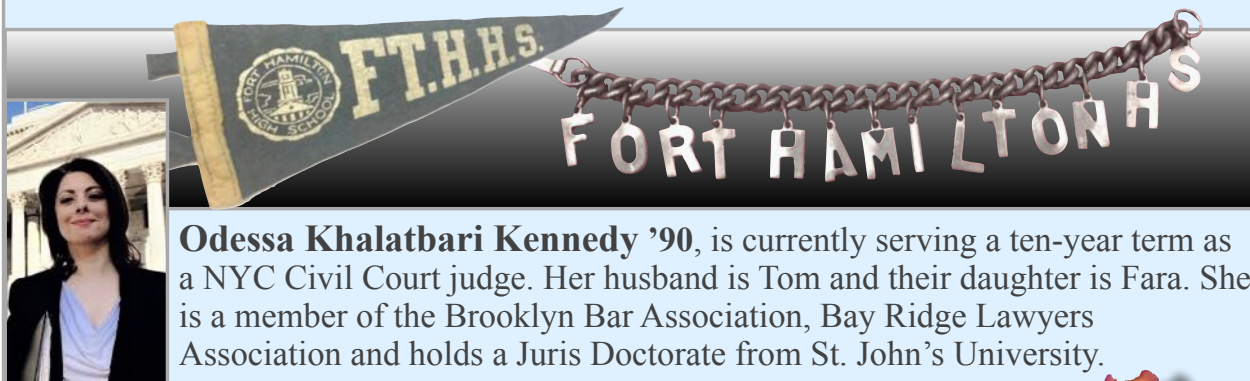 FORT HAMILTON
HIGH SCHOOL
FT.H.H.S.
FORT HAMILTON HS
Odessa Khalatbari Kennedy ’90, is currently serving a ten-year term as
a NYC Civil Court judge. Her husband is Tom and their daughter is Fara. She
is a member of the Brooklyn Bar Association, Bay Ridge Lawyers
Association and holds a Juris Doctorate from St. John’s University.